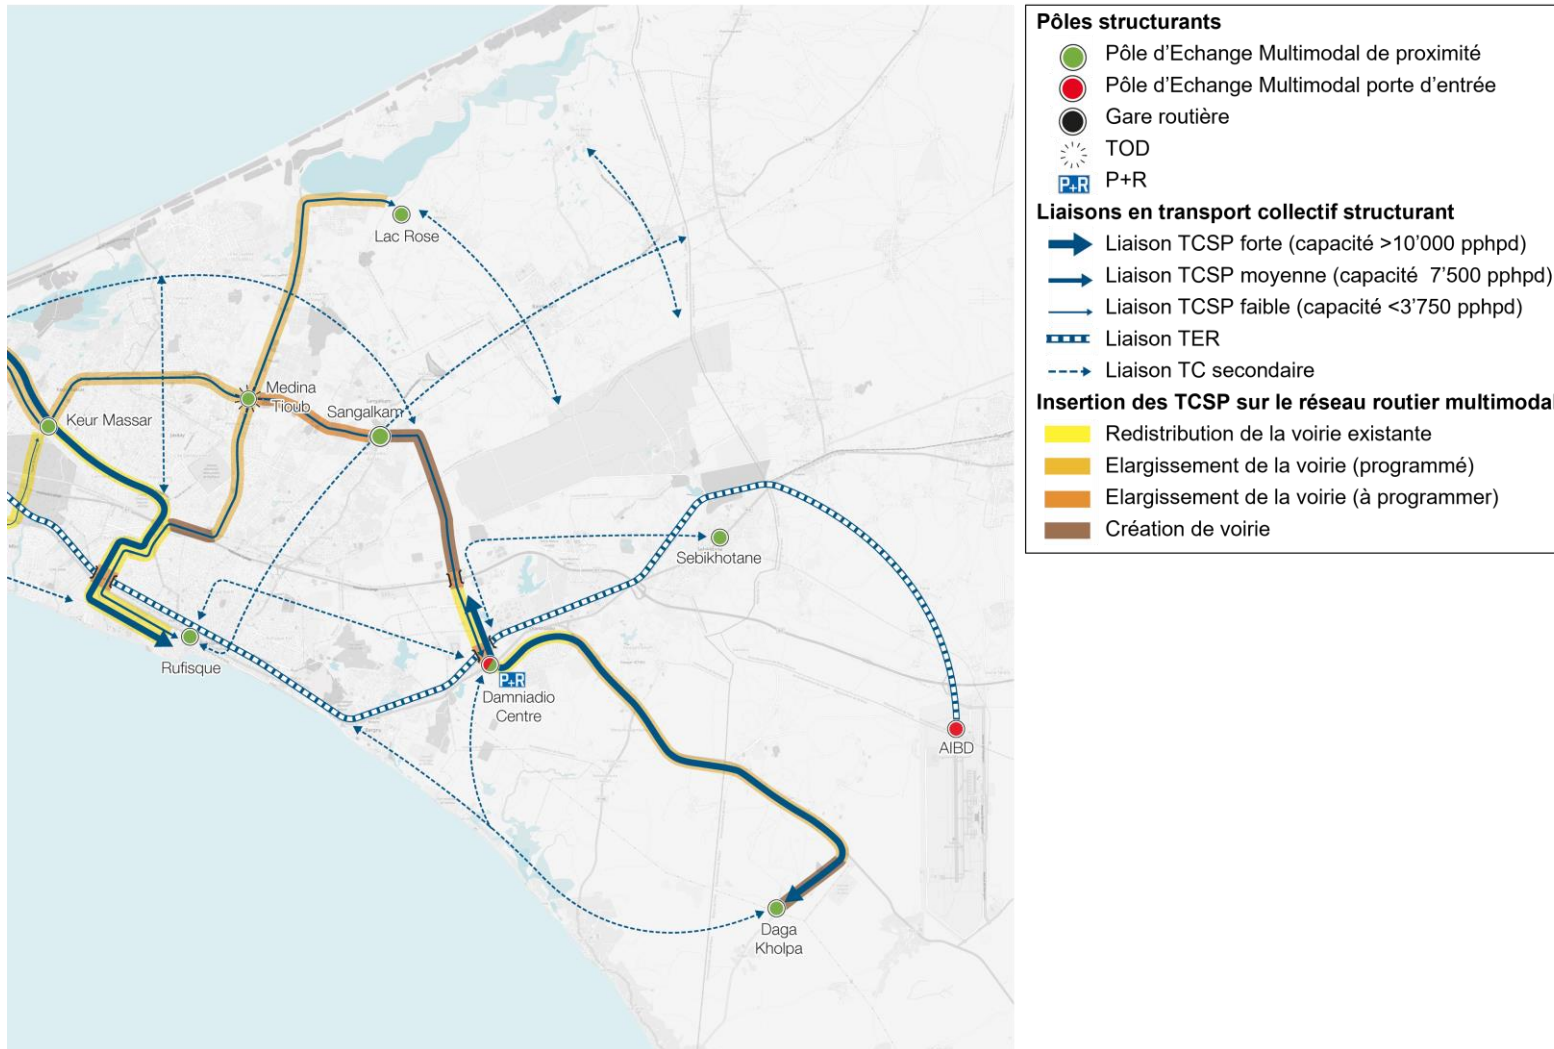 Lac Rose
Medina
Tioub
Sangalkam
Sangalkam
Keur Massar
Sebikhotane
Rufisque
P+R
Damniadio
Centre
AIBD
Daga
Kholpa
Pôles structurants
Pôle d'Echange Multimodal de proximité
Pôle d'Echange Multimodal porte d'entrée
Gare routière
TOD
P+R P+R
Liaisons en transport collectif structurant
Liaison TCSP forte (capacité >10'000 pphpd)
Liaison TCSP moyenne (capacité 7'500 pphpd)
Liaison TCSP faible (capacité <3'750 pphpd)
Liaison TER
Liaison TC secondaire
Insertion des TCSP sur le réseau routier multimodal
Redistribution de la voirie existante
Elargissement de la voirie (programmé)
Elargissement de la voirie (à programmer)
Création de voirie